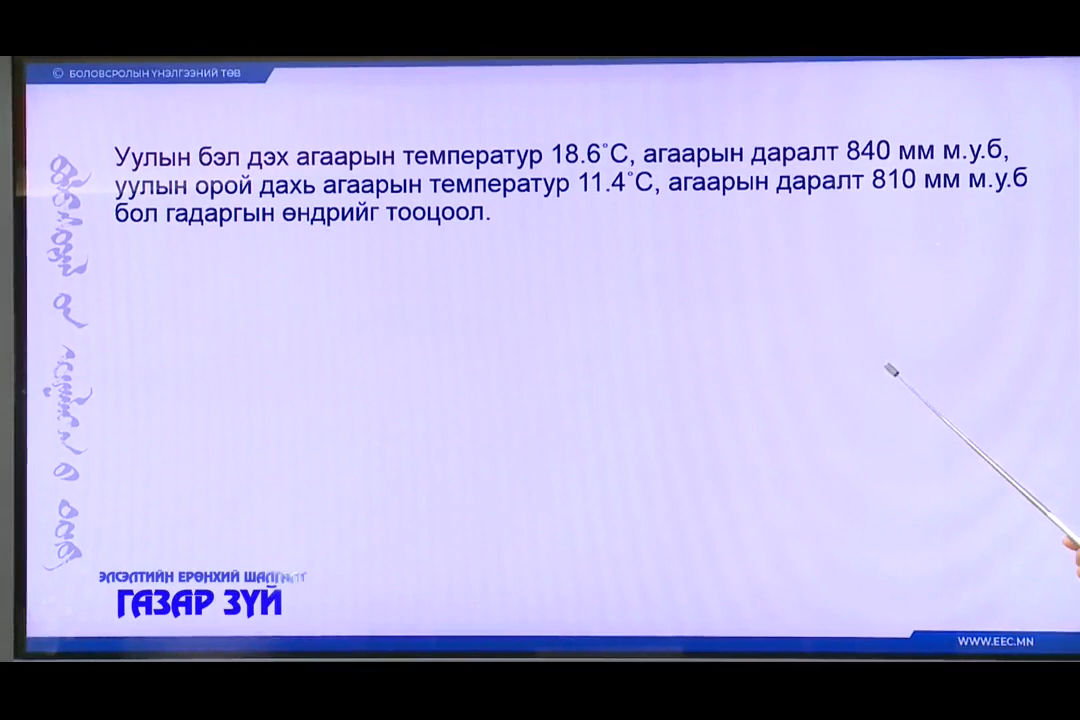 © БОЛОВСРОЛЫН ҮНЭЛГЭЭНИЙ ТӨВ
Уулын бэл дэх агаарын температур 18.6˚C, агаарын даралт 840 мм м.у.б,
уулын орой дахь агаарын температур 11.4˚C, агаарын даралт 810 мм м.у.б
бол гадаргын өндрийг тооцоол.
ЭЛСЭЛТИЙН ЕРӨНХИЙ ШАЛГАЛТ
ГАЗАР ЗҮЙ
WWW.EEC.MN